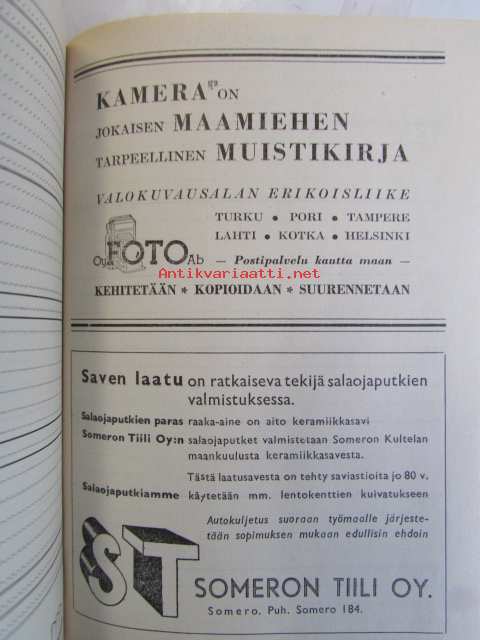 KAMERA ON
JOKAISEN MAAMIEHEN
TARPEELLINEN MUISTIKIRJA
VALOKUVAUSALAN ERIKOISLIIKE
TURKU • PORI • TAMPERE
LAHTI • KOTKA • HELSINKI
Oy FOTO Ab — Postipalvelu kautta maan —
Antikvariaatti.net
KEHITETÄÄN * KOPIOIDAAN * SUURENNETAAN
Saven laatu on ratkaiseva tekijä salaojaputkien
valmistuksessa.
Salaojaputkien paras raaka-aine on aito keramiikkasavi
Someron Tiili Oy:n salaojaputket valmistetaan Someron Kultelan
maankuulusta keramiikkasavesta.
Tästä laatusavesta on tehty saviastioita jo 80 v.
Salaojaputkiamme käytetään mm. lentokenttien kuivatukseen
Autokuljetus suoraan työmaalle järjeste-
tään sopimuksen mukaan edullisin ehdoin
ST SOMERON TIILI OY.
Somero. Puh. Somero 184.